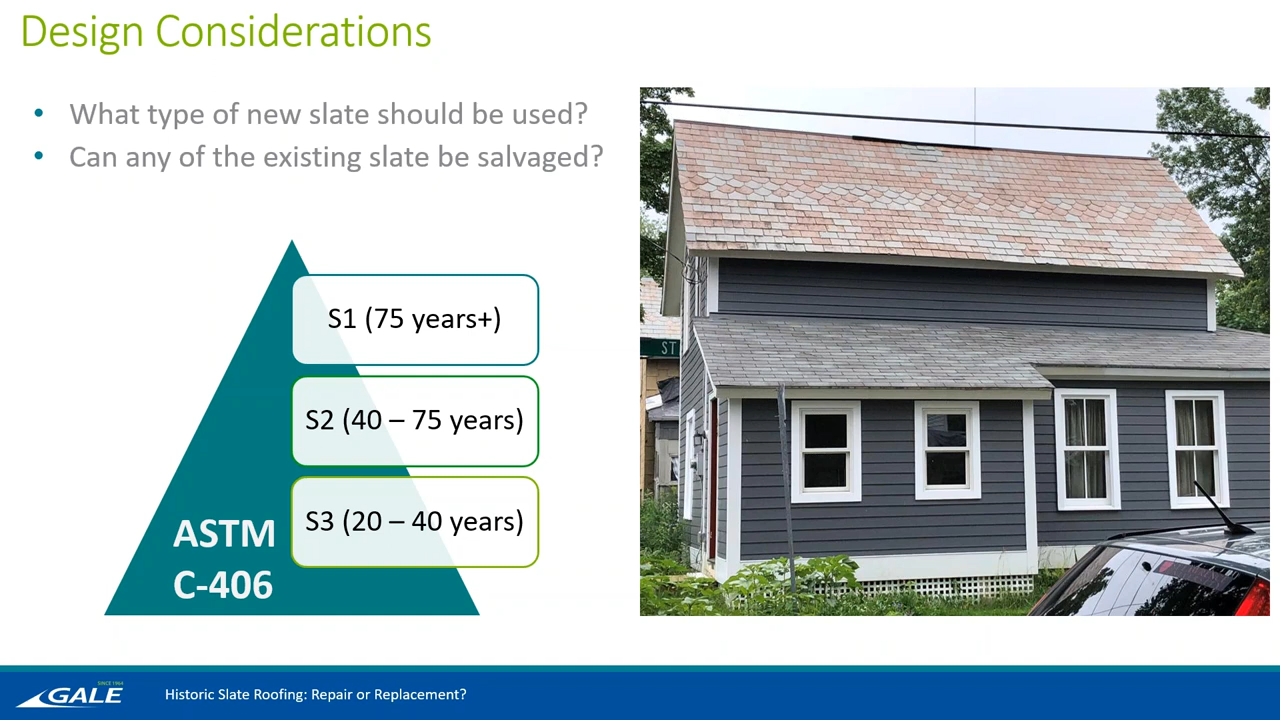 Design Considerations
• What type of new slate should be used?
• Can any of the existing slate be salvaged?
S1 (75 years+)
S2 (40 – 75 years)
S3 (20 – 40 years)
ASTM
C-406
ST
SINCE 1964
GALE
Historic Slate Roofing: Repair or Replacement?